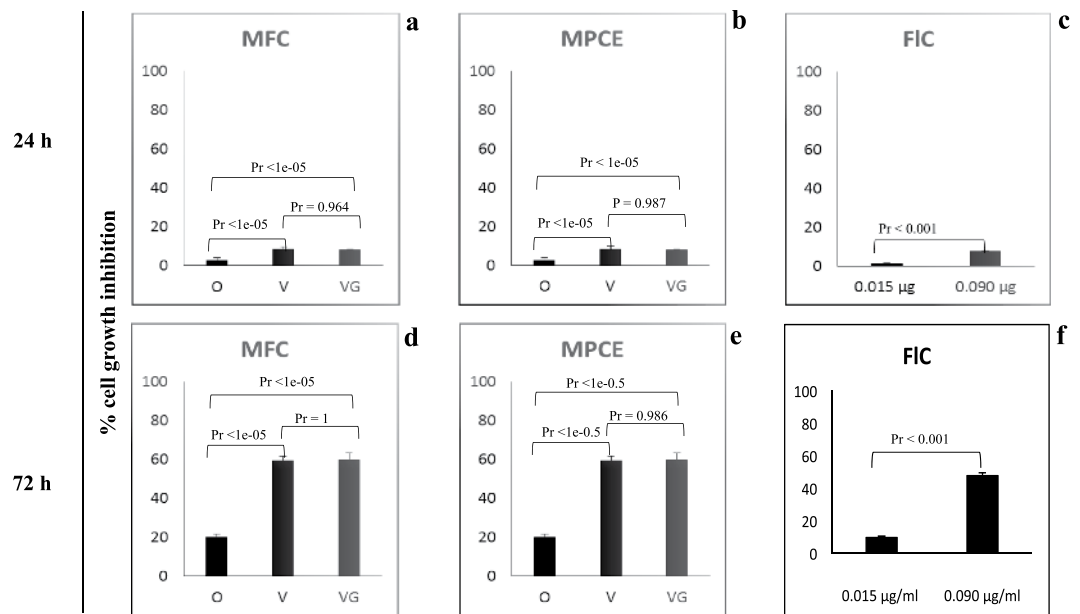 24 h
72 h
% cell growth inhibition
a
MFC
100
80
60
40
20
0
Pr <1e-05
Pr <1e-05
Pr = 0.964
O V VG
b
MPCE
100
80
60
40
20
0
Pr <1e-05
Pr <1e-05
P = 0.987
O V VG
c
FlC
100
80
60
40
20
0
Pr < 0.001
0.015 µg 0.090 µg
d
MFC
100
80
60
40
20
0
Pr <1e-05
Pr = 1
Pr <1e-05
O V VG
e
MPCE
100
80
60
40
20
0
Pr <1e-0.5
Pr = 0.986
Pr <1e-0.5
O V VG
f
FlC
100
80
60
40
20
0
Pr < 0.001
0.015 µg/ml 0.090 µg/ml